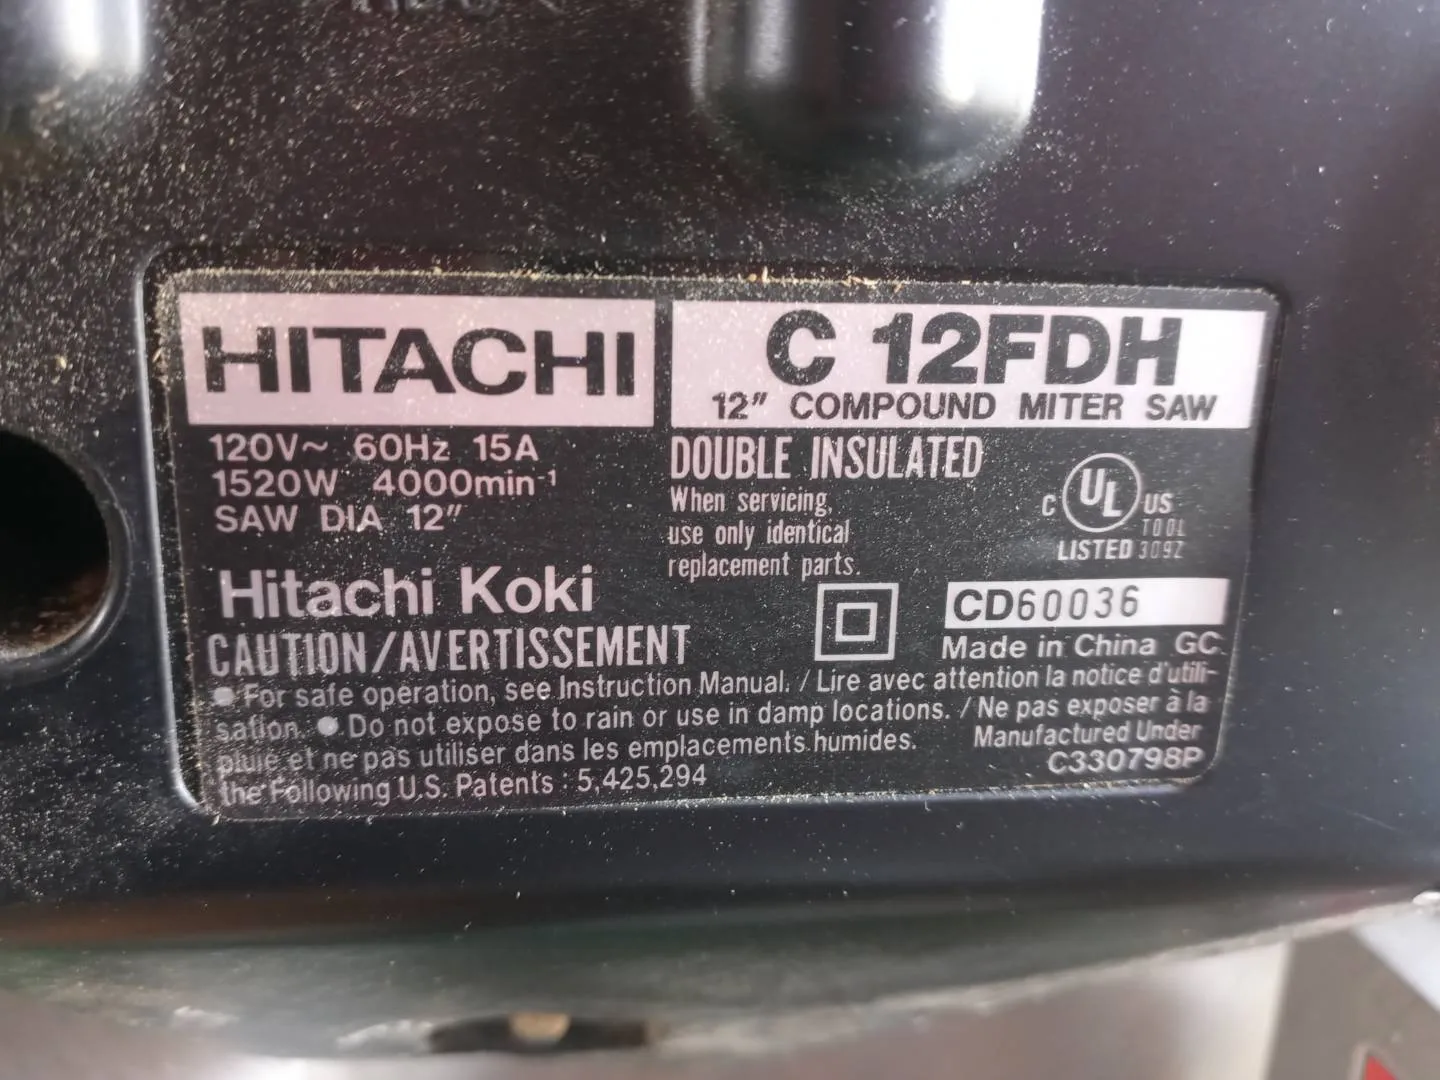 HITACHI
C 12FDH
12" COMPOUND MITER SAW
120V~ 60Hz 15A
1520W 4000min-1
SAW DIA 12"
DOUBLE INSULATED
When servicing,
use only identical
replacement parts.
C UL US
TOOL
LISTED 309Z
Hitachi Koki
CD60036
Made in China GC
CAUTION/AVERTISSEMENT
●For safe operation, see Instruction Manual. / Lire avec attention la notice d'utili-
sation. ●Do not expose to rain or use in damp locations. / Ne pas exposer à la
pluie et ne pas utiliser dans les emplacements humides. Manufactured Under
the Following U.S. Patents : 5,425,294
C330798P